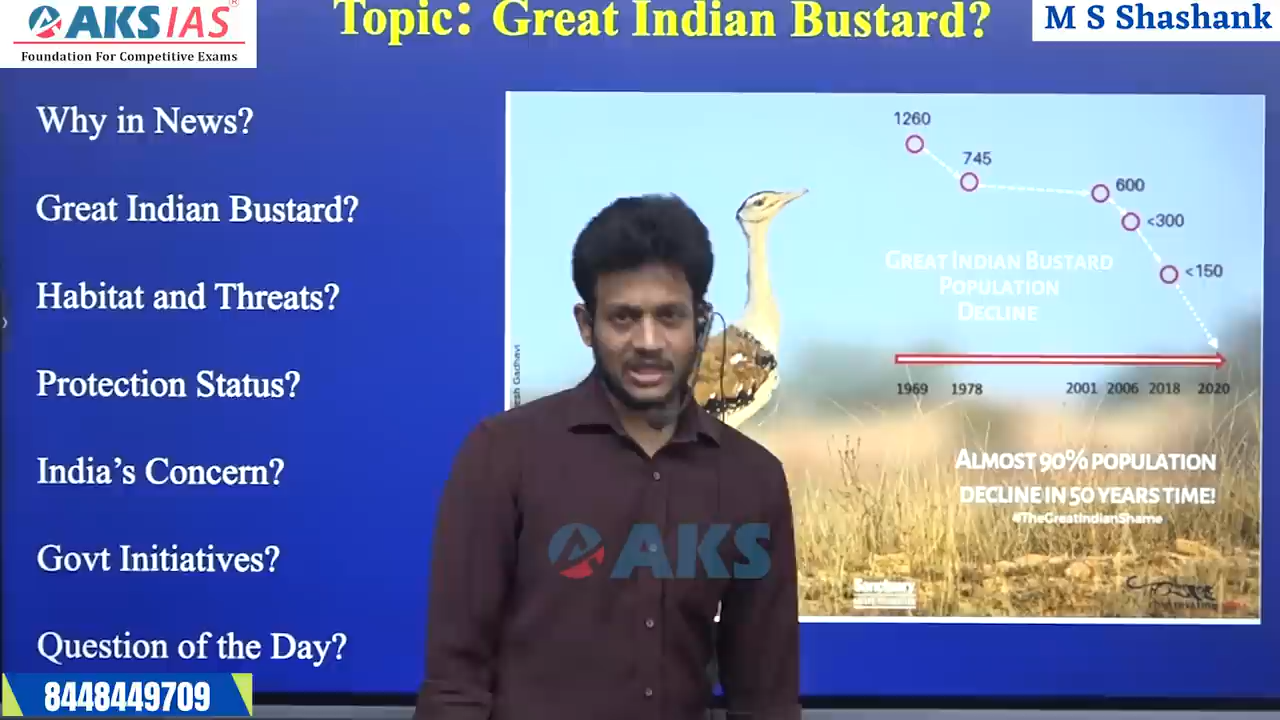 AKSIAS®
Foundation For Competitive Exams
Topic: Great Indian Bustard?
M S Shashank
Why in News?
Great Indian Bustard?
Habitat and Threats?
Protection Status?
India’s Concern?
Govt Initiatives?
Question of the Day?
8448449709
1260
745
600
<300
<150
GREAT INDIAN BUSTARD
POPULATION
DECLINE
1969 1978 2001 2006 2018 2020
ALMOST 90% POPULATION
DECLINE IN 50 YEARS TIME!
#TheGreatIndianShame
Gadhavi
AKS
Sanctuary